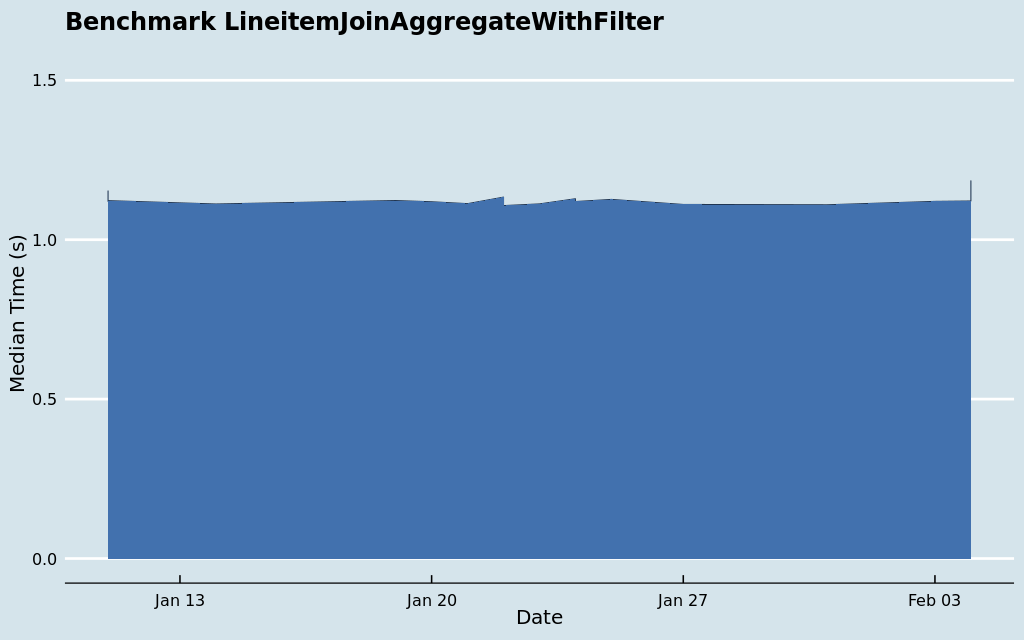 Benchmark LineitemJoinAggregateWithFilter
1.5
1.0
0.5
0.0
Median Time (s)
Jan 13
Jan 20
Jan 27
Feb 03
Date